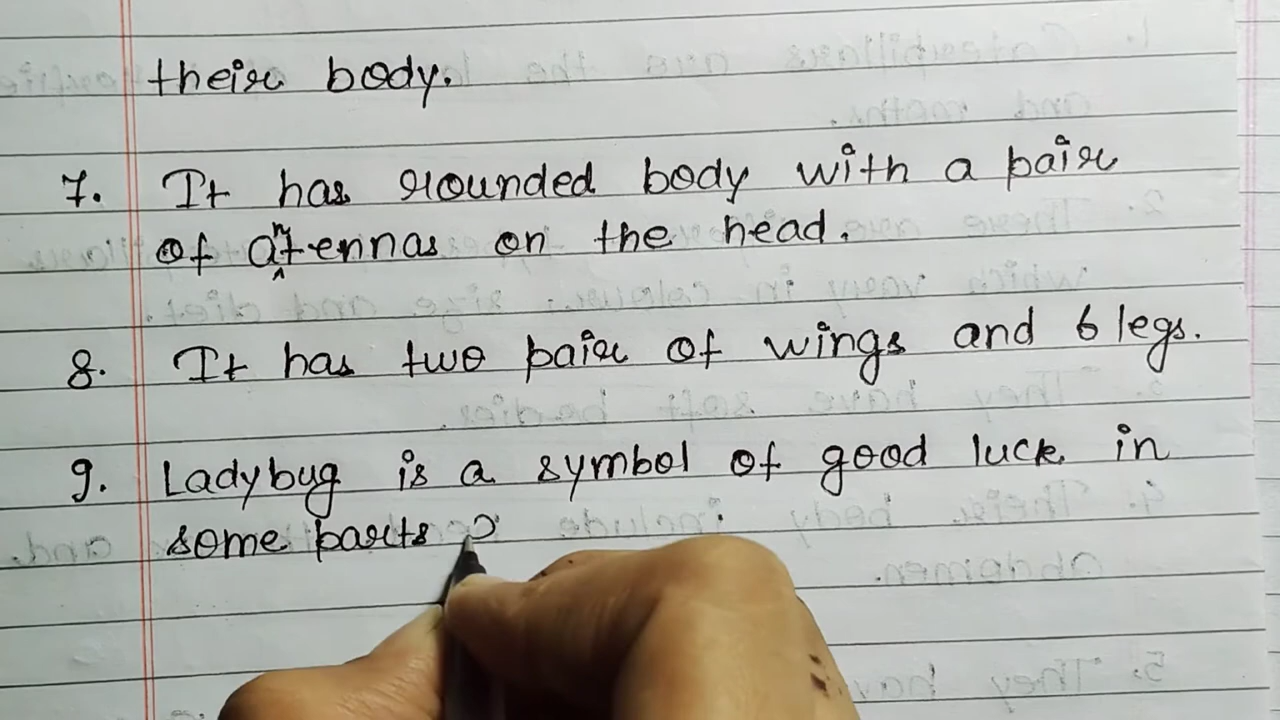 their body.
7. It has rounded body with a pair
of antennas on the head.
8. It has two pair of wings and 6 legs.
9. Ladybug is a symbol of good luck in
some parts